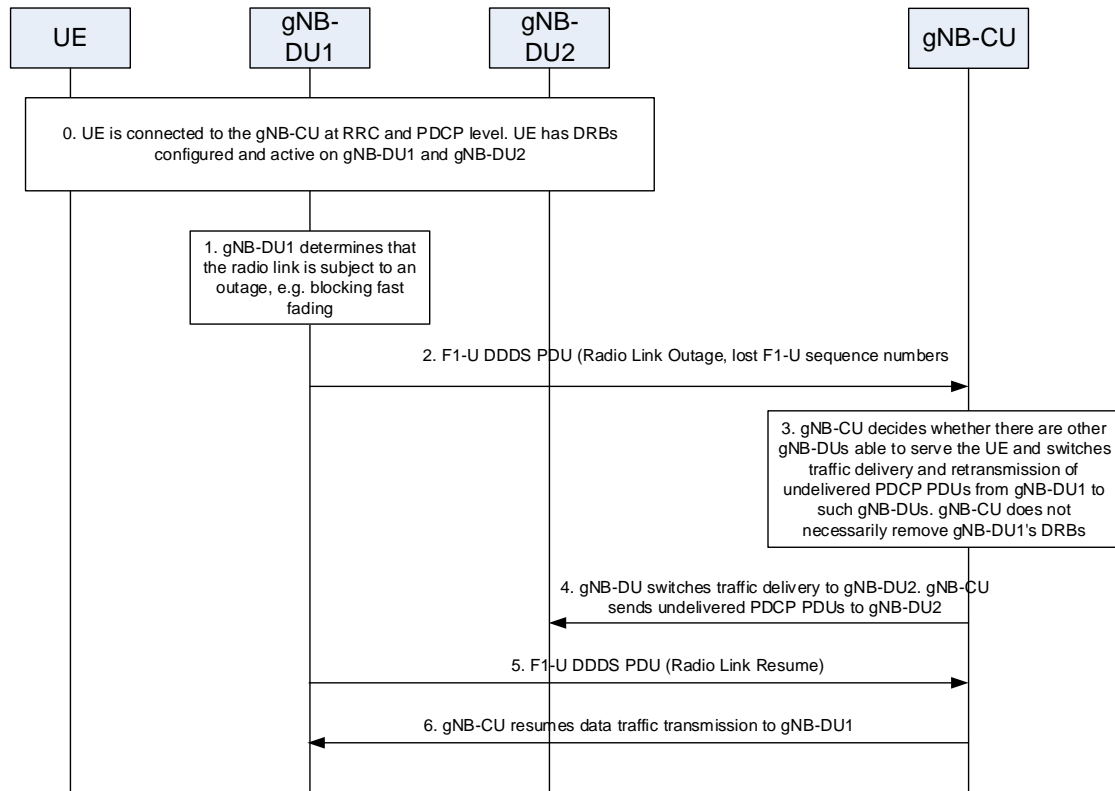 UE
gNB-
DU1
gNB-
DU2
gNB-CU
0. UE is connected to the gNB-CU at RRC and PDCP level. UE has DRBs
configured and active on gNB-DU1 and gNB-DU2
1. gNB-DU1 determines that
the radio link is subject to an
outage, e.g. blocking fast
fading
2. F1-U DDDS PDU (Radio Link Outage, lost F1-U sequence numbers
3. gNB-CU decides whether there are other
gNB-DUs able to serve the UE and switches
traffic delivery and retransmission of
undelivered PDCP PDUs from gNB-DU1 to
such gNB-DUs. gNB-CU does not
necessarily remove gNB-DU1's DRBs
4. gNB-DU switches traffic delivery to gNB-DU2. gNB-CU
sends undelivered PDCP PDUs to gNB-DU2
5. F1-U DDDS PDU (Radio Link Resume)
6. gNB-CU resumes data traffic transmission to gNB-DU1